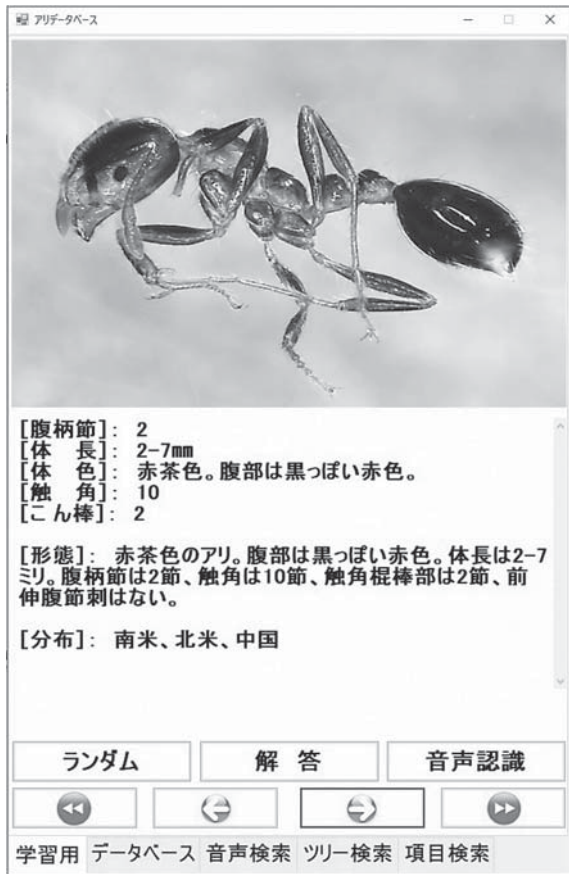 アリデータベース
[腹柄節]: 2
[体　長]: 2-7mm
[体　色]: 赤茶色。腹部は黒っぽい赤色。
[触　角]: 10
[こん棒]: 2
[形態]: 赤茶色のアリ。腹部は黒っぽい赤色。体長は2-7
ミリ。腹柄節は2節、触角は10節、触角棍棒部は2節、前
伸腹節刺はない。
[分布]: 南米、北米、中国
ランダム 解　答 音声認識
学習用 データベース 音声検索 ツリー検索 項目検索